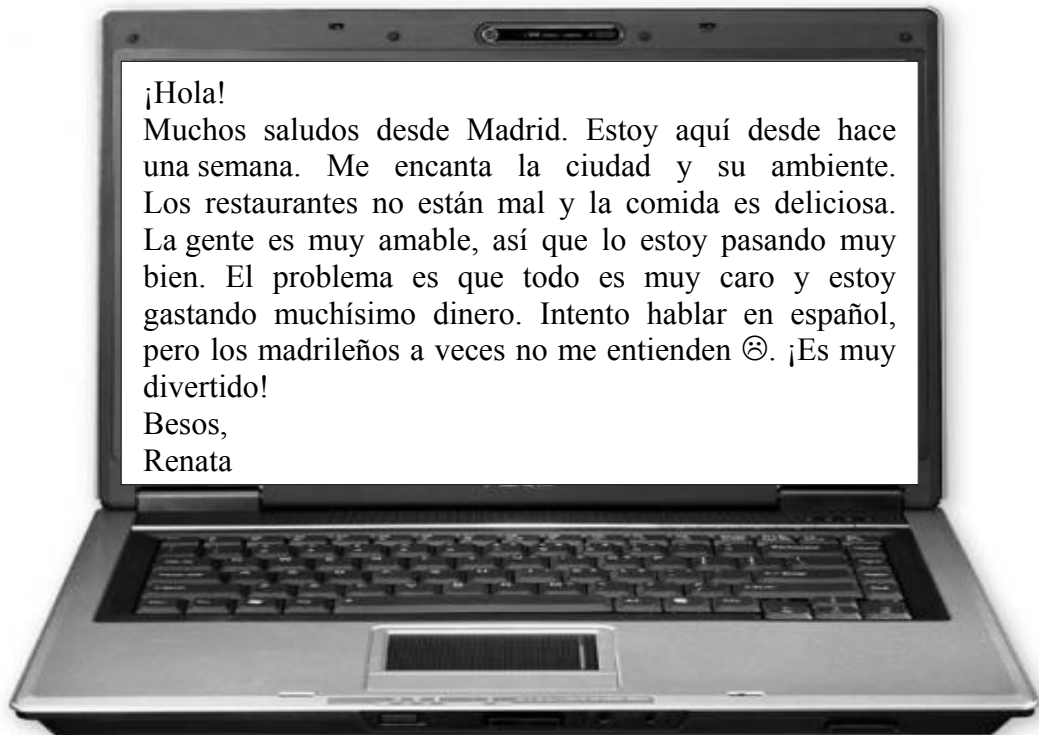 ¡Hola!
Muchos saludos desde Madrid. Estoy aquí desde hace
una semana. Me encanta la ciudad y su ambiente.
Los restaurantes no están mal y la comida es deliciosa.
La gente es muy amable, así que lo estoy pasando muy
bien. El problema es que todo es muy caro y estoy
gastando muchísimo dinero. Intento hablar en español,
pero los madrileños a veces no me entienden ☹. ¡Es muy
divertido!
Besos,
Renata